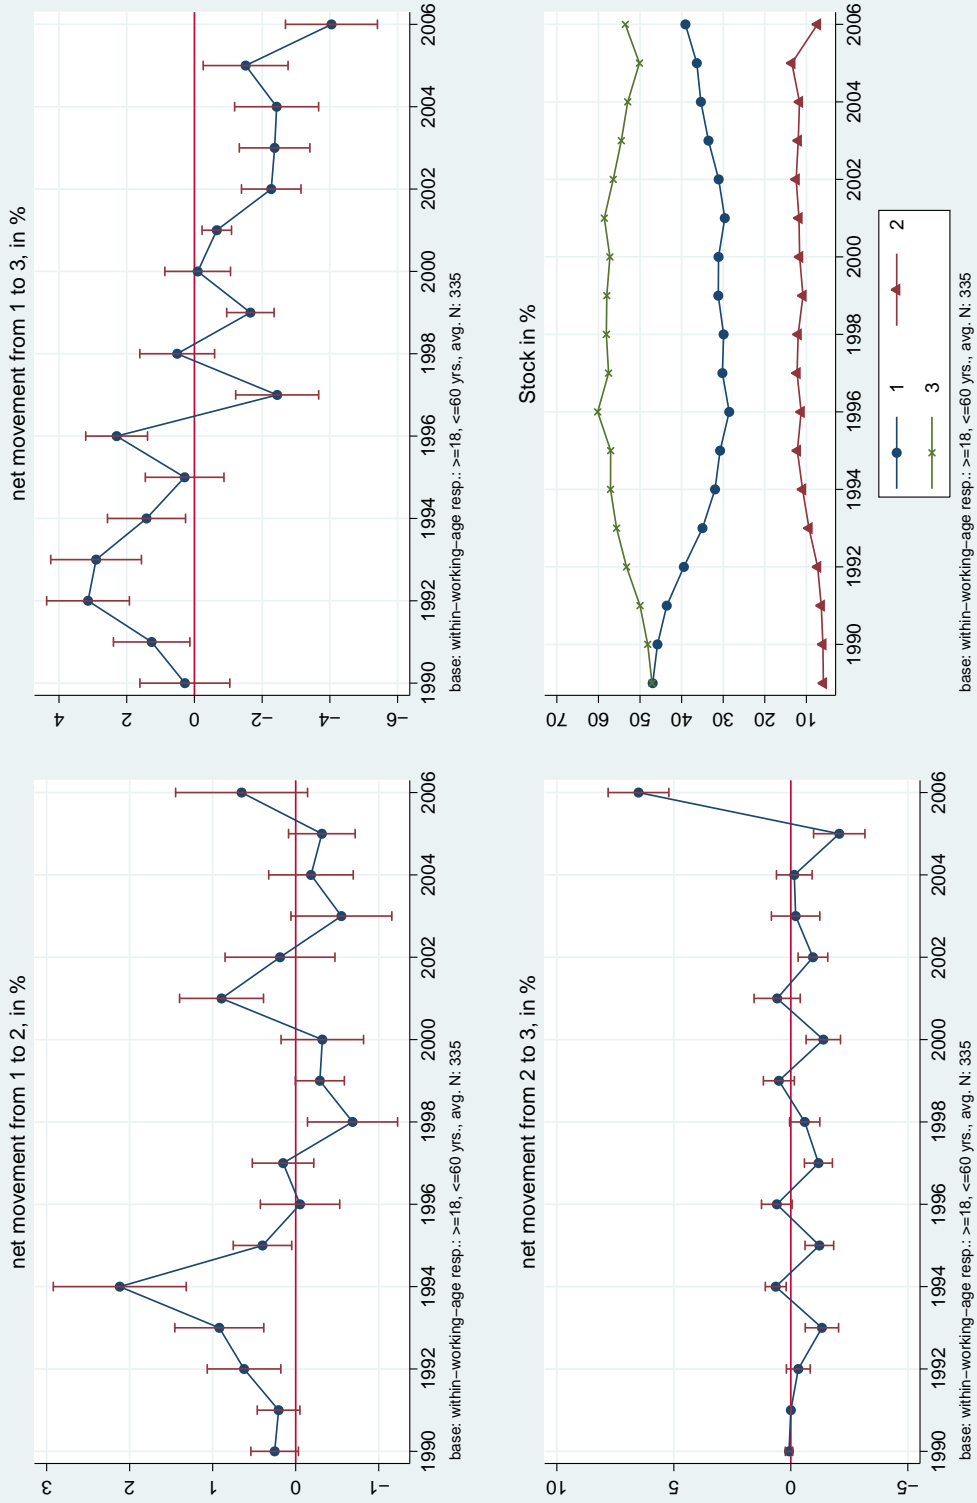 net movement from 1 to 2, in %
3
2
1
0
−1
1990 1992 1994 1996 1998 2000 2002 2004 2006
base: within−working−age resp.: >=18, <=60 yrs., avg. N: 335
net movement from 1 to 3, in %
4
2
0
−2
−4
−6
1990 1992 1994 1996 1998 2000 2002 2004 2006
base: within−working−age resp.: >=18, <=60 yrs., avg. N: 335
net movement from 2 to 3, in %
10
5
0
−5
1990 1992 1994 1996 1998 2000 2002 2004 2006
base: within−working−age resp.: >=18, <=60 yrs., avg. N: 335
Stock in %
70
60
50
40
30
20
10
1990 1992 1994 1996 1998 2000 2002 2004 2006
1 2
3
base: within−working−age resp.: >=18, <=60 yrs., avg. N: 335